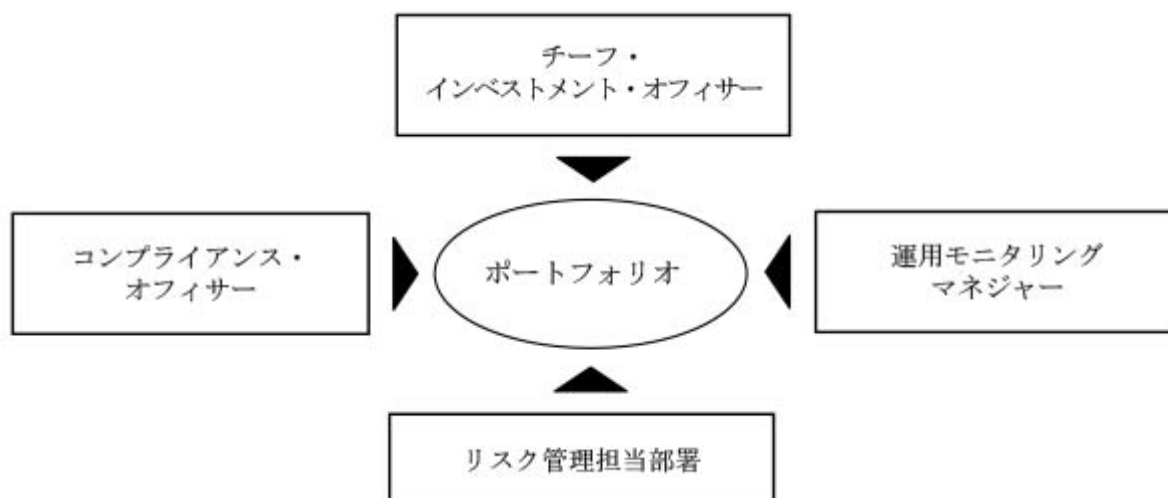 チーフ・
インベストメント・オフィサー
コンプライアンス・
オフィサー
ポートフォリオ
運用モニタリング
マネジャー
リスク管理担当部署